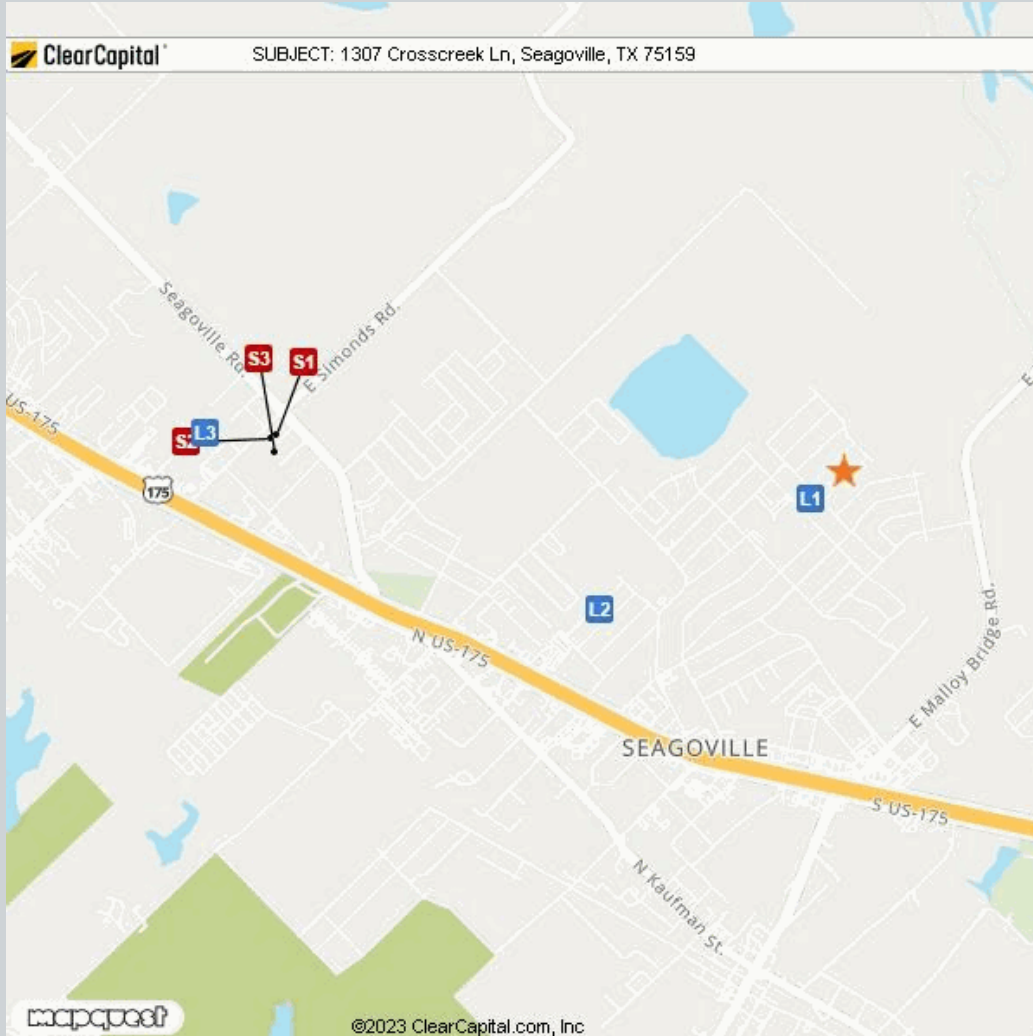 ClearCapital
SUBJECT: 1307 Crosscreek Ln, Seagoville, TX 75159
Seagoville Rd.
E Simonds Rd.
S3
S1
US-175
S2
L3
175
L1
L2
N US-175
E Malloy Bridge Rd.
SEAGOVILLE
S US-175
N Kaufman St.
E
mapquest
©2023 ClearCapital.com, Inc